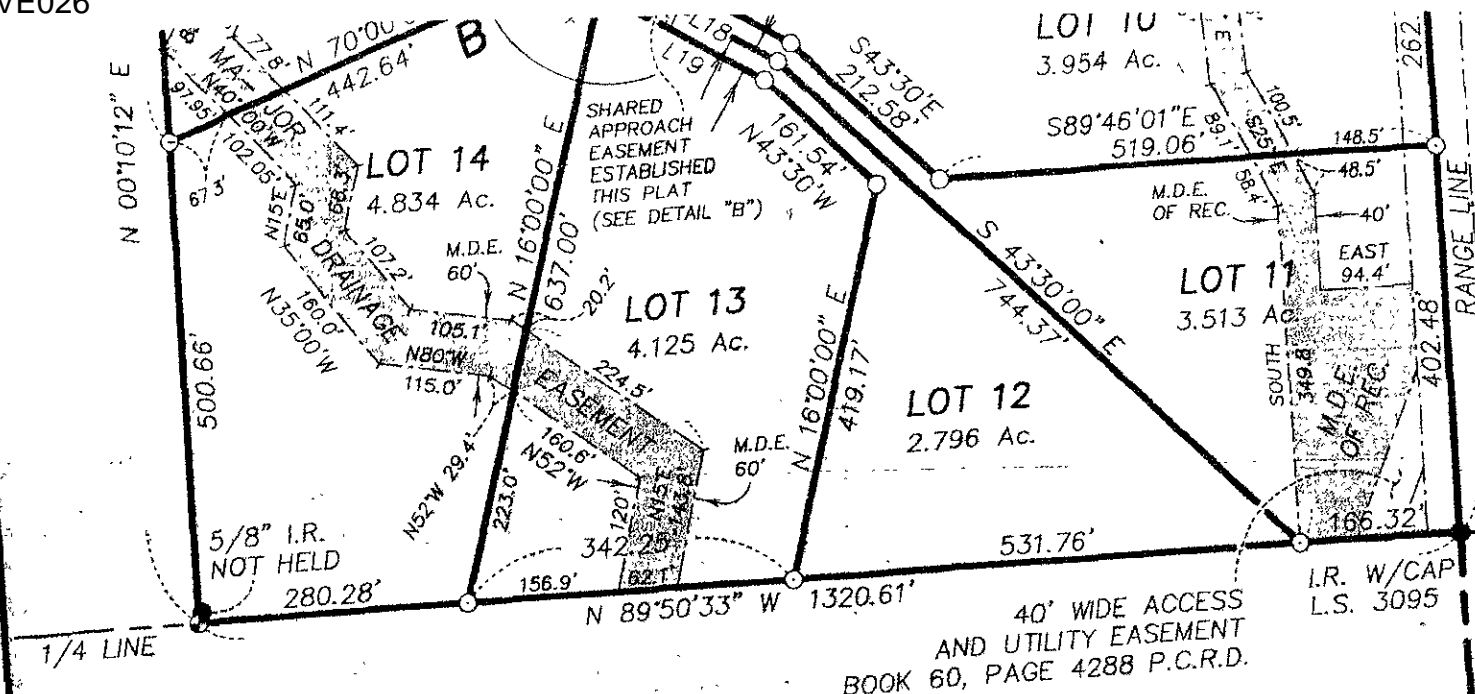 VE026
N 00°10'12" E
77.8'
N 70°00'
442.64'
B
MAJOR
97.95'
N40°00'W
111.4'
102.05'
67.3'
LOT 14
4.834 Ac.
N15°E
65.0'
68.3'
DRAINAGE
107.2'
160.0'
N35°00'W
M.D.E.
60'
105.1'
N80°W
115.0'
500.66'
N 16°00'00" E
637.00'
20.2'
L18
L19
SHARED
APPROACH
EASEMENT
ESTABLISHED
THIS PLAT
(SEE DETAIL "B")
161.54'
N43°30'W
S43°30'E
212.58'
LOT 10
3.954 Ac.
E
262.
S89°46'01"E
519.06'
89.1'
S25°E
100.5'
148.5'
48.5'
58.4'
M.D.E.
OF REC.
40'
EAST
94.4'
RANGE LINE
LOT 11
3.513 Ac
S 43°30'00" E
744.37'
402.48'
SOUTH
349.8
M.D.E.
OF REC.
LOT 13
4.125 Ac.
N 16°00'00" E
419.17'
LOT 12
2.796 Ac.
EASEMENT
224.5'
160.6'
N52°W
N52°W 29.4'
223.0'
M.D.E.
60'
N15°E
120'
143.8'
5/8" I.R.
NOT HELD
280.28'
342.25'
156.9'
62.1'
531.76'
166.32'
N 89°50'33" W 1320.61'
1/4 LINE
I.R. W/CAP
L.S. 3095
40' WIDE ACCESS
AND UTILITY EASEMENT
BOOK 60, PAGE 4288 P.C.R.D.